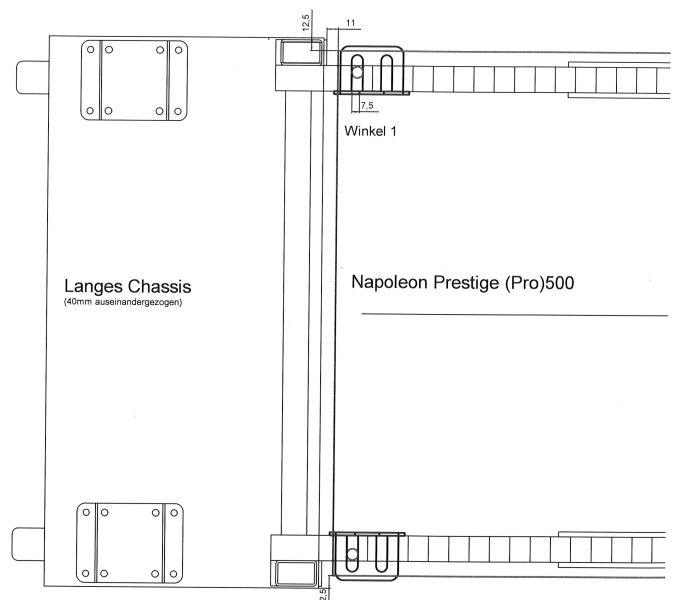 12,5
11
7,5
Winkel 1
Langes Chassis
(40mm auseinandergezogen)
Napoleon Prestige (Pro)500
2,5